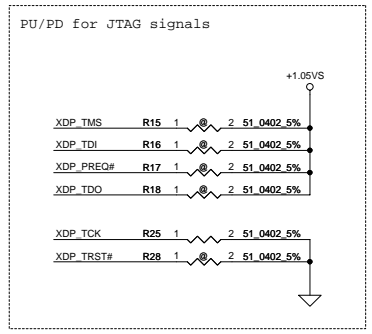 PU/PD for JTAG signals
+1.05VS
XDP_TMS R15 1 @ 2 51_0402_5%
XDP_TDI R16 1 @ 2 51_0402_5%
XDP_PREQ# R17 1 @ 2 51_0402_5%
XDP_TDO R18 1 @ 2 51_0402_5%
XDP_TCK R25 1 2 51_0402_5%
XDP_TRST# R28 1 @ 2 51_0402_5%